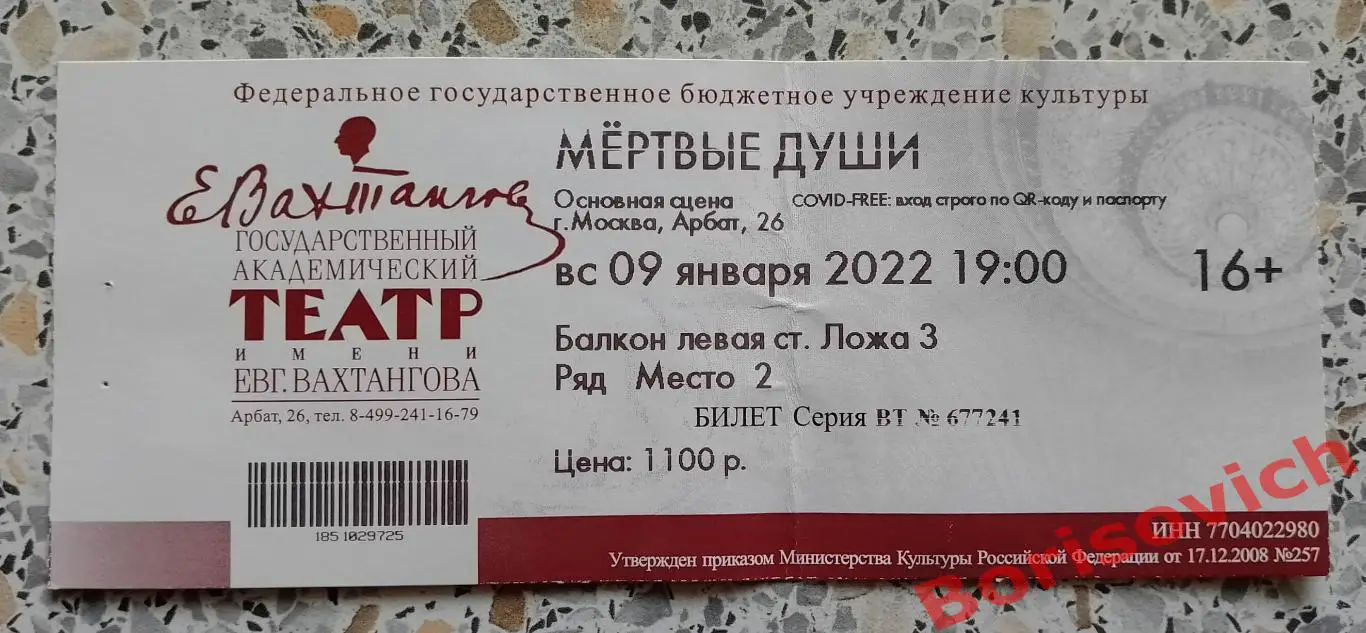 Федеральное государственное бюджетное учреждение культуры
Е Вахтангов
ГОСУДАРСТВЕННЫЙ
АКАДЕМИЧЕСКИЙ
ТЕАТР
ИМЕНИ
ЕВГ. ВАХТАНГОВА
Арбат, 26, тел. 8-499-241-16-79
1851029725
МЁРТВЫЕ ДУШИ
Основная сцена COVID-FREE: вход строго по QR-коду и паспорту
г.Москва, Арбат, 26
вс 09 января 2022 19:00 16+
Балкон левая ст. Ложа 3
Ряд Место 2
БИЛЕТ Серия ВТ № 677241
Цена: 1100 р.
ИНН 7704022980
Утвержден приказом Министерства Культуры Российской Федерации от 17.12.2008 №257
Borisovich